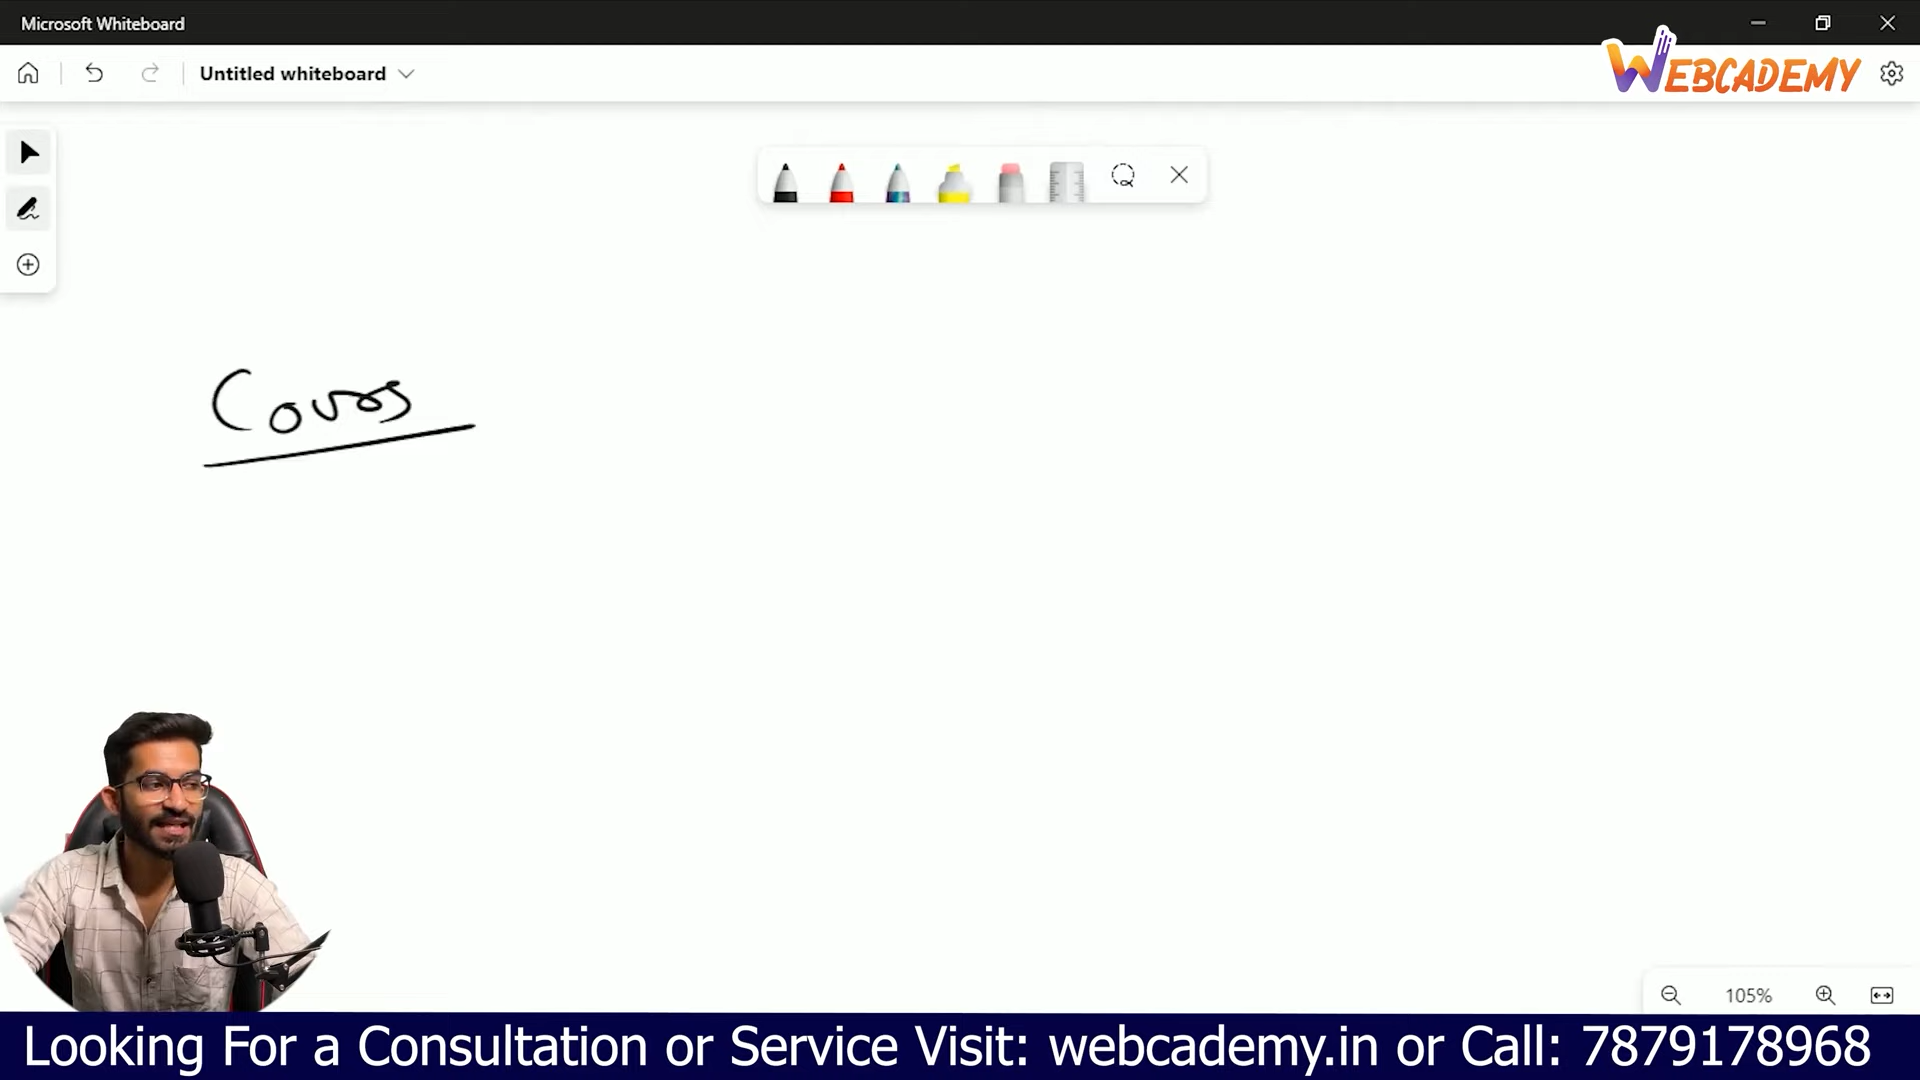 Microsoft Whiteboard
Untitled whiteboard
WEBCADEMY
Cours
105%
Looking For a Consultation or Service Visit: webcademy.in or Call: 7879178968